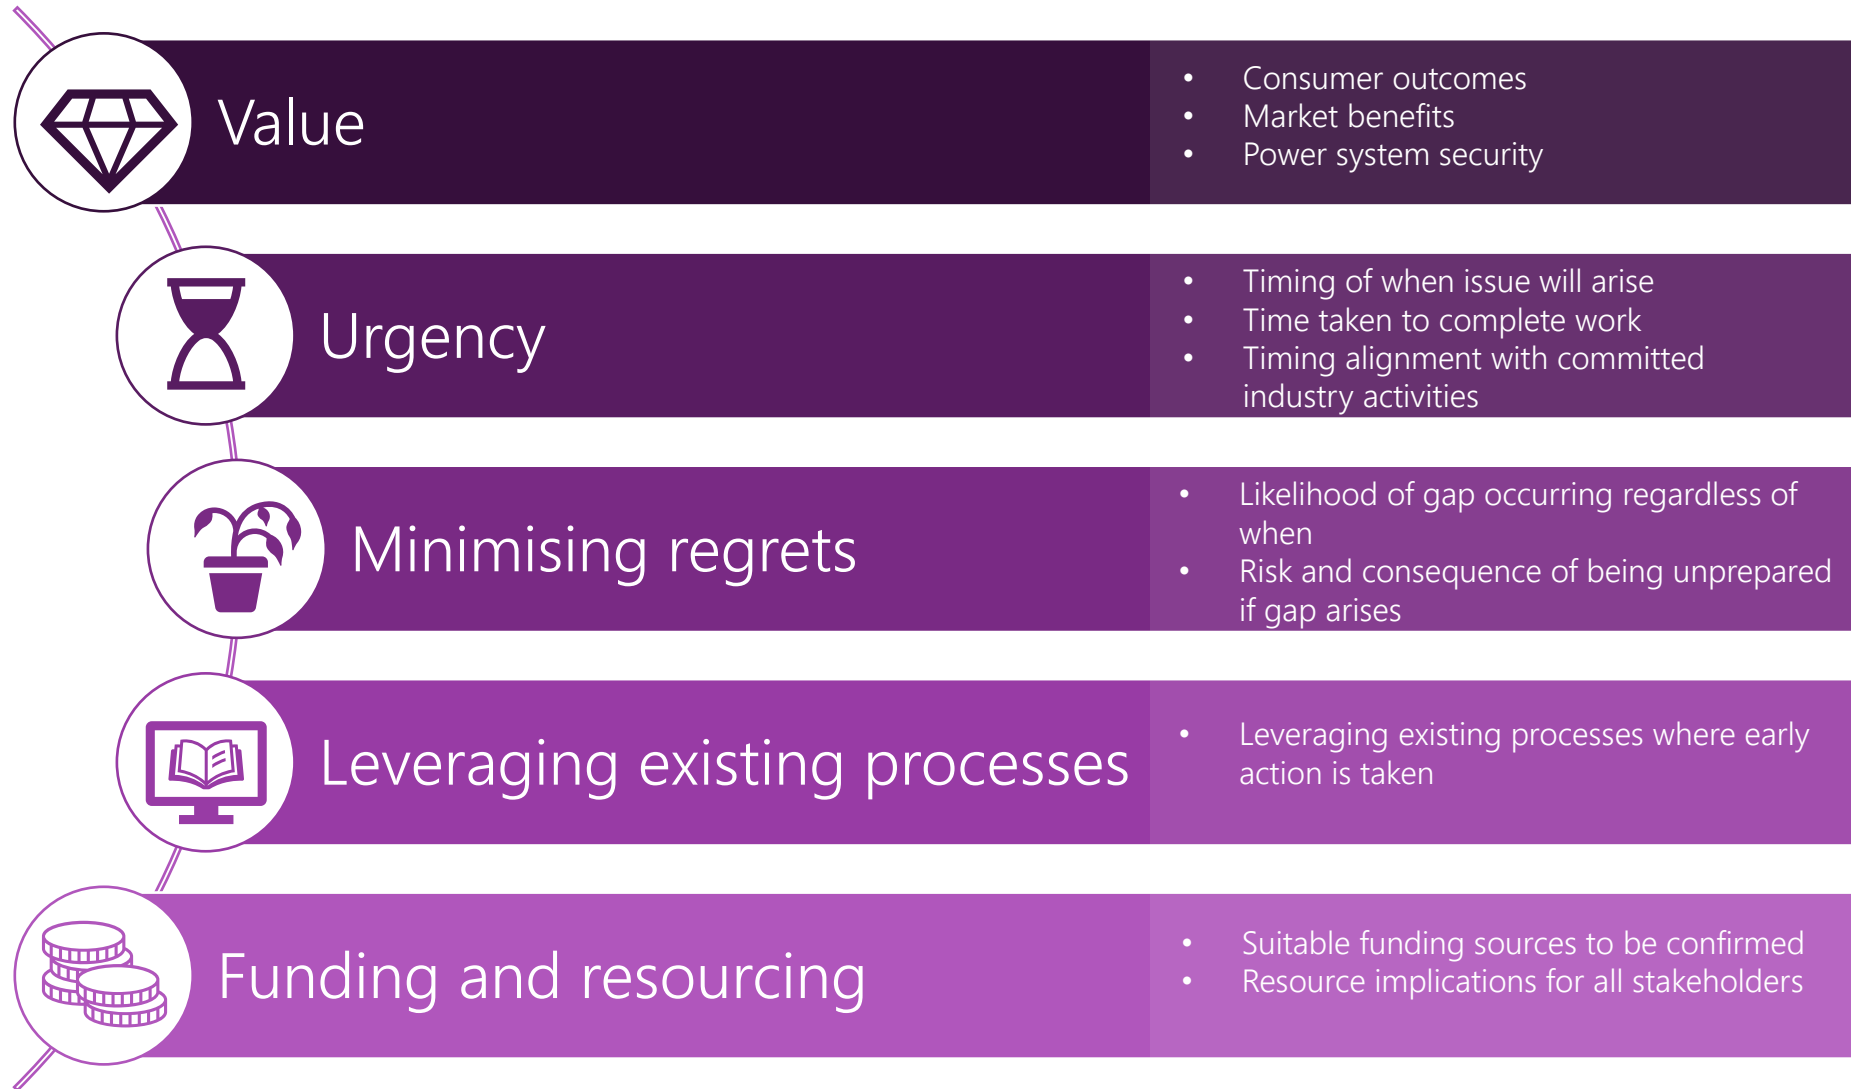 Value
• Consumer outcomes
• Market benefits
• Power system security
Urgency
• Timing of when issue will arise
• Time taken to complete work
• Timing alignment with committed
industry activities
Minimising regrets
• Likelihood of gap occurring regardless of
when
• Risk and consequence of being unprepared
if gap arises
Leveraging existing processes
• Leveraging existing processes where early
action is taken
Funding and resourcing
• Suitable funding sources to be confirmed
• Resource implications for all stakeholders